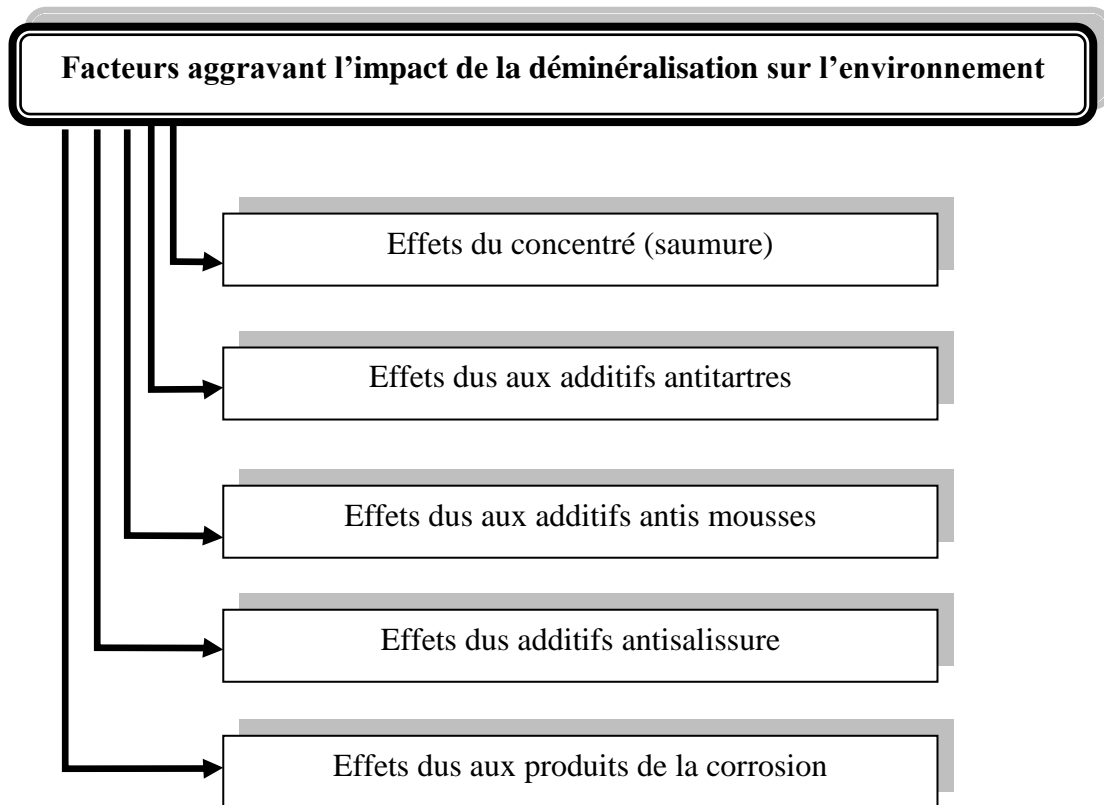 Facteurs aggravant l’impact de la déminéralisation sur l’environnement
Effets du concentré (saumure)
Effets dus aux additifs antitartres
Effets dus aux additifs antis mousses
Effets dus additifs antisalissure
Effets dus aux produits de la corrosion